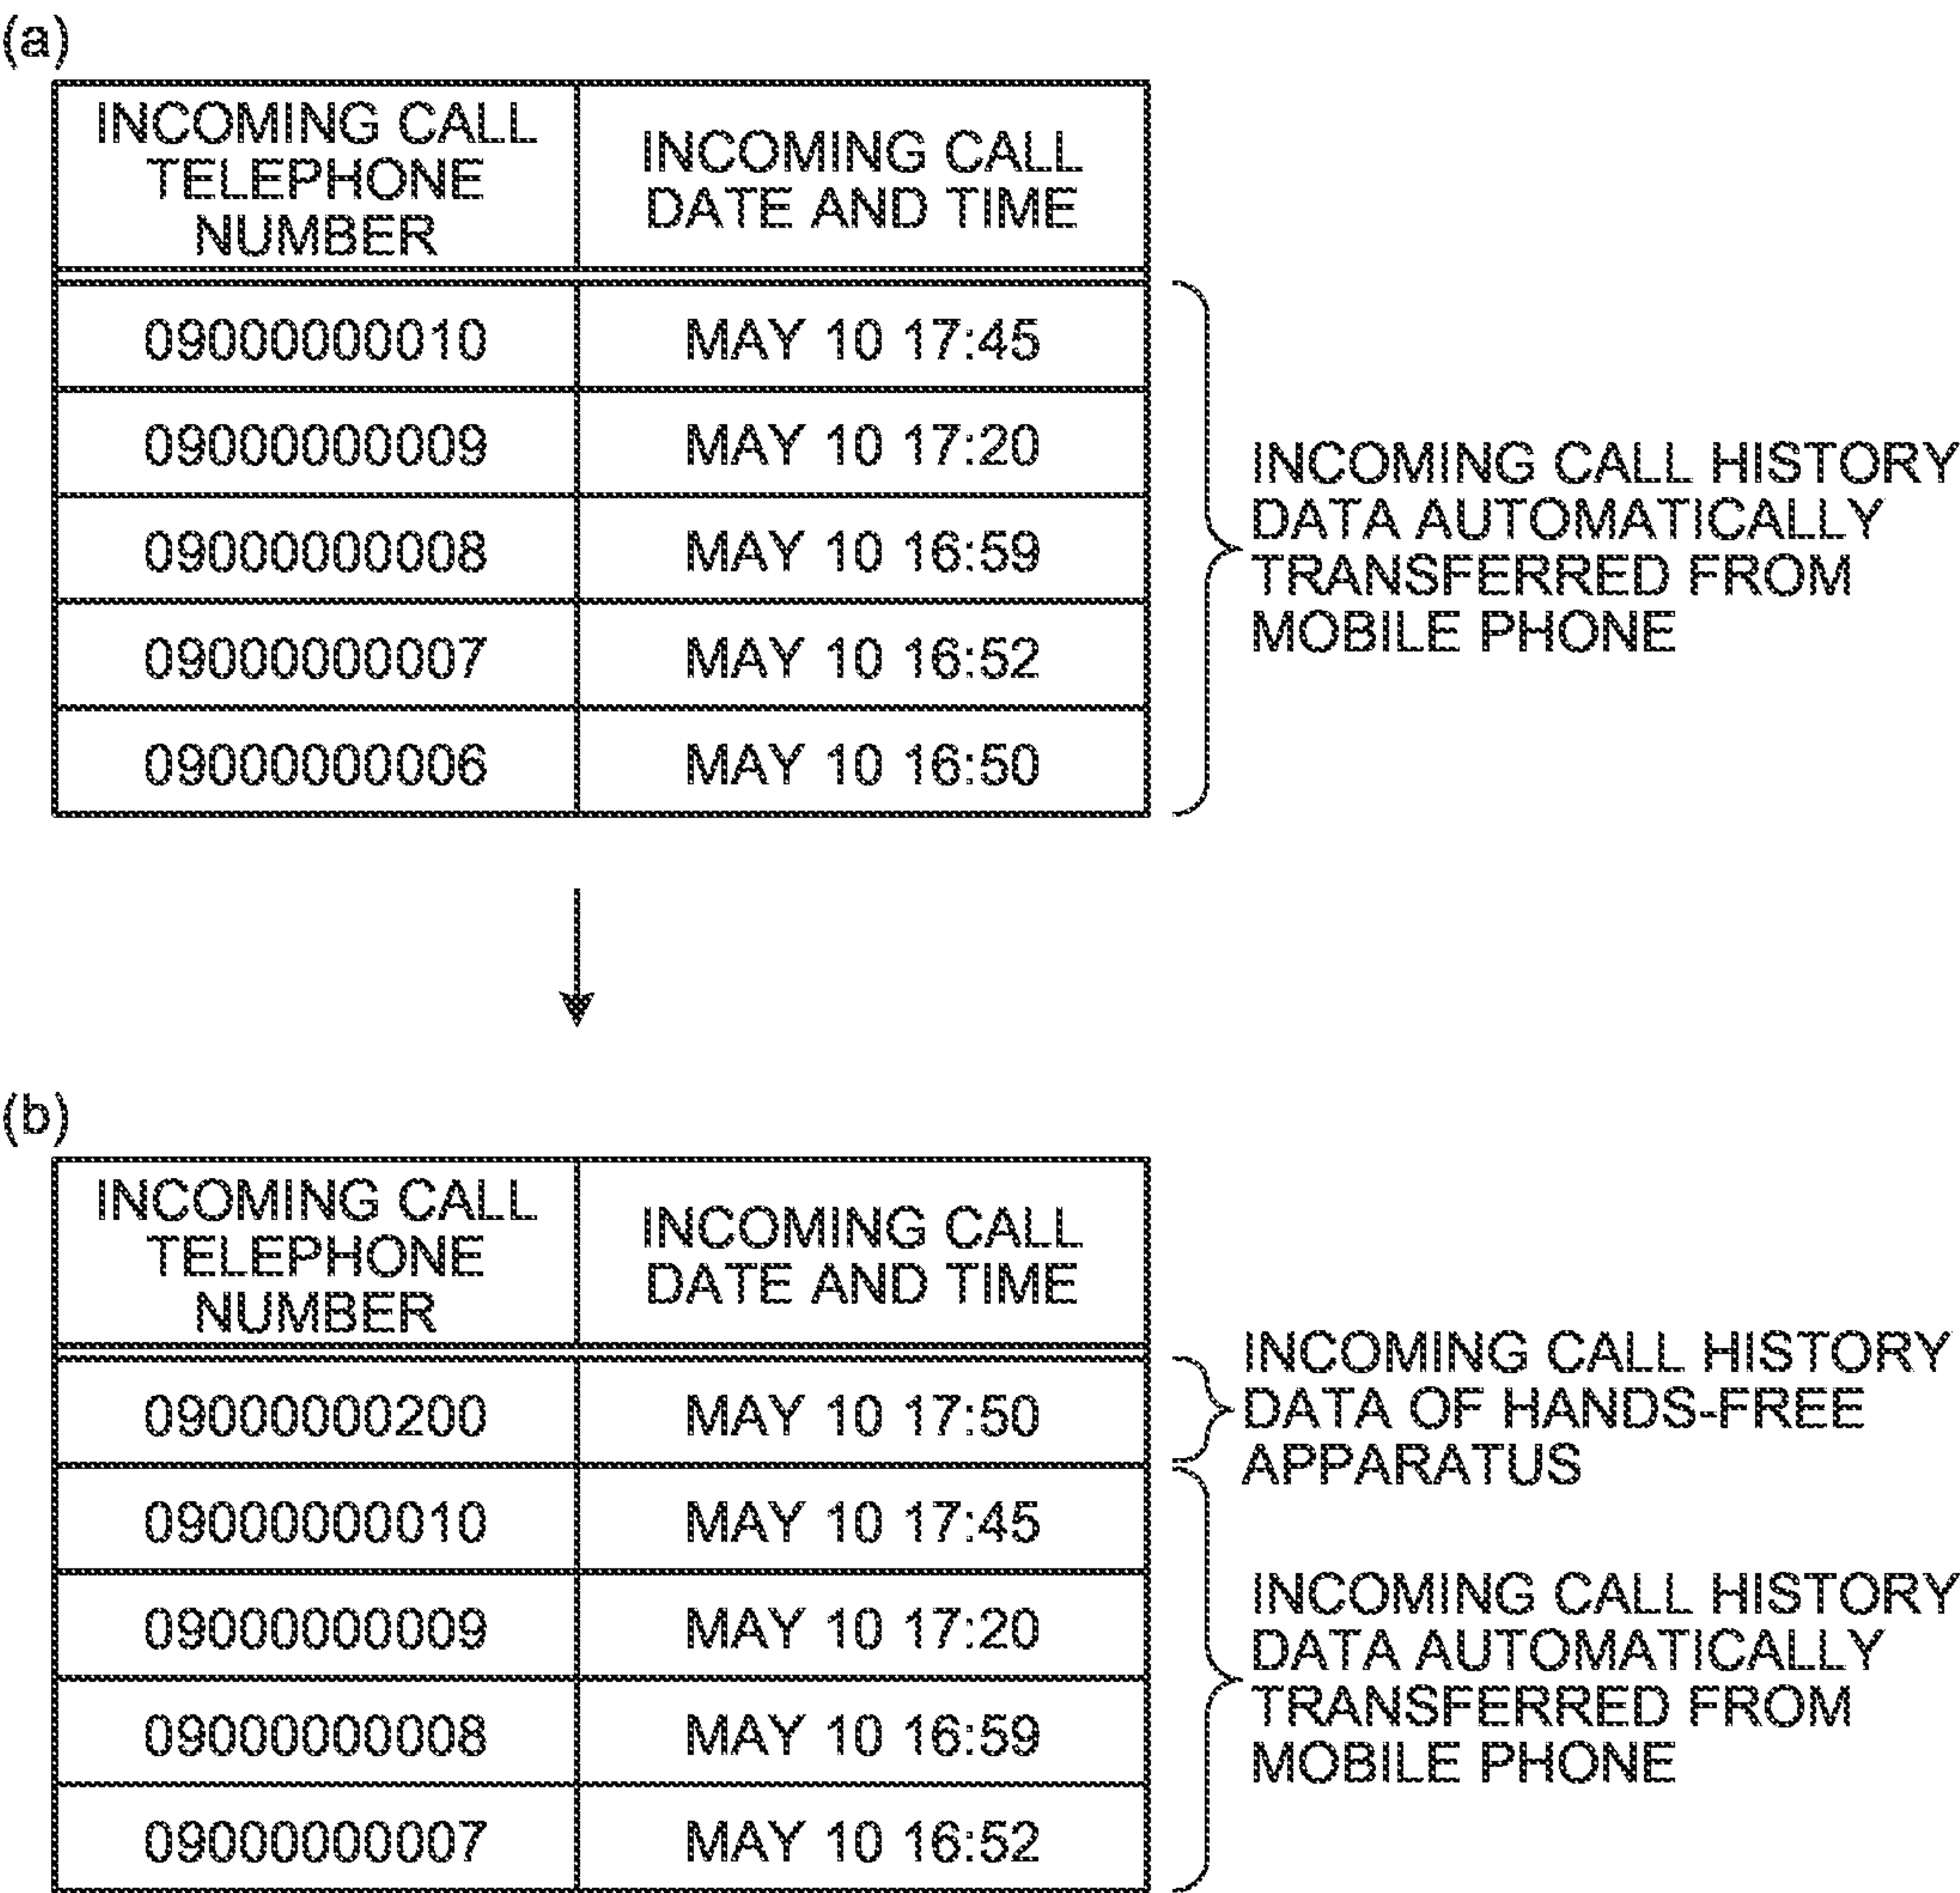 (a)
INCOMING CALL
TELEPHONE
NUMBER
INCOMING CALL
DATE AND TIME
09000000010 MAY 10 17:45
09000000009 MAY 10 17:20
09000000008 MAY 10 16:59
09000000007 MAY 10 16:52
09000000006 MAY 10 16:50
INCOMING CALL HISTORY
DATA AUTOMATICALLY
TRANSFERRED FROM
MOBILE PHONE
(b)
INCOMING CALL
TELEPHONE
NUMBER
INCOMING CALL
DATE AND TIME
09000000200 MAY 10 17:50
09000000010 MAY 10 17:45
09000000009 MAY 10 17:20
09000000008 MAY 10 16:59
09000000007 MAY 10 16:52
INCOMING CALL HISTORY
DATA OF HANDS-FREE
APPARATUS
INCOMING CALL HISTORY
DATA AUTOMATICALLY
TRANSFERRED FROM
MOBILE PHONE